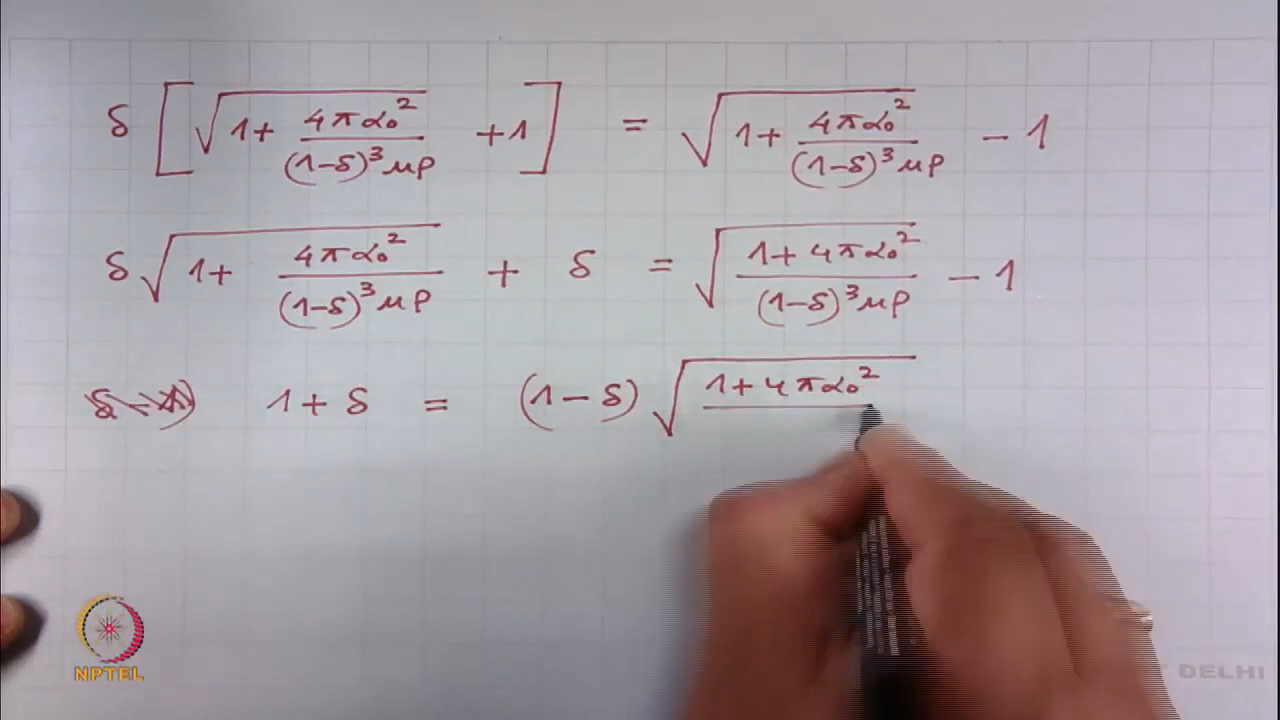 δ [ √(1 + 4πα₀² / (1-δ)³μρ) + 1 ] = √(1 + 4πα₀² / (1-δ)³μρ) - 1
δ √(1 + 4πα₀² / (1-δ)³μρ) + δ = √((1 + 4πα₀²) / (1-δ)³μρ) - 1
1 + δ = (1 - δ) √(1 + 4πα₀²
NPTEL
DELHI